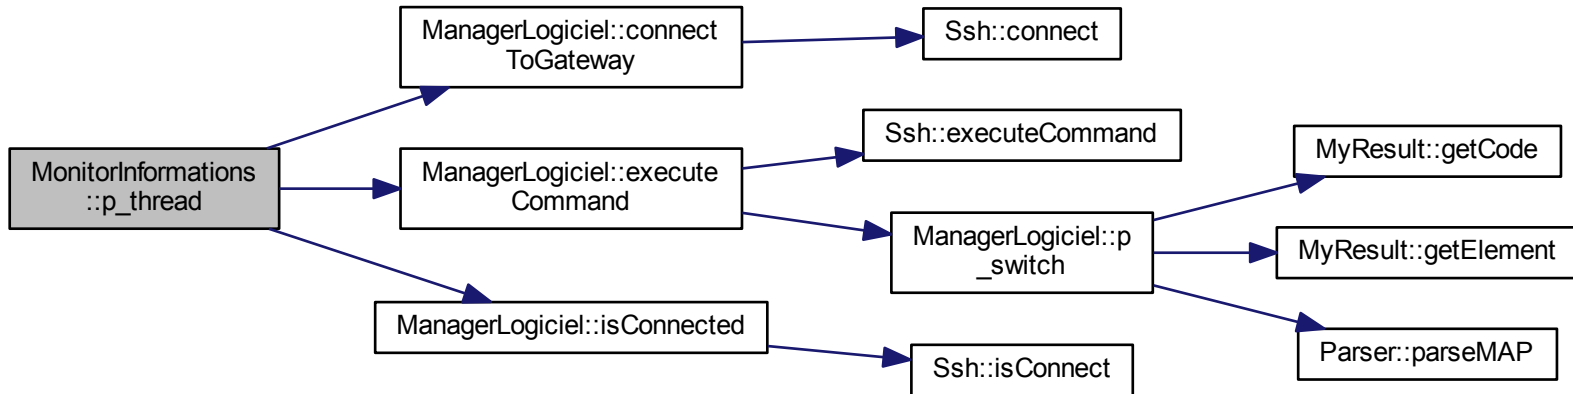 MonitorInformations
::p_thread
ManagerLogiciel::connect
ToGateway
Ssh::connect
ManagerLogiciel::execute
Command
Ssh::executeCommand
ManagerLogiciel::p
_switch
MyResult::getCode
MyResult::getElement
Parser::parseMAP
ManagerLogiciel::isConnected
Ssh::isConnect